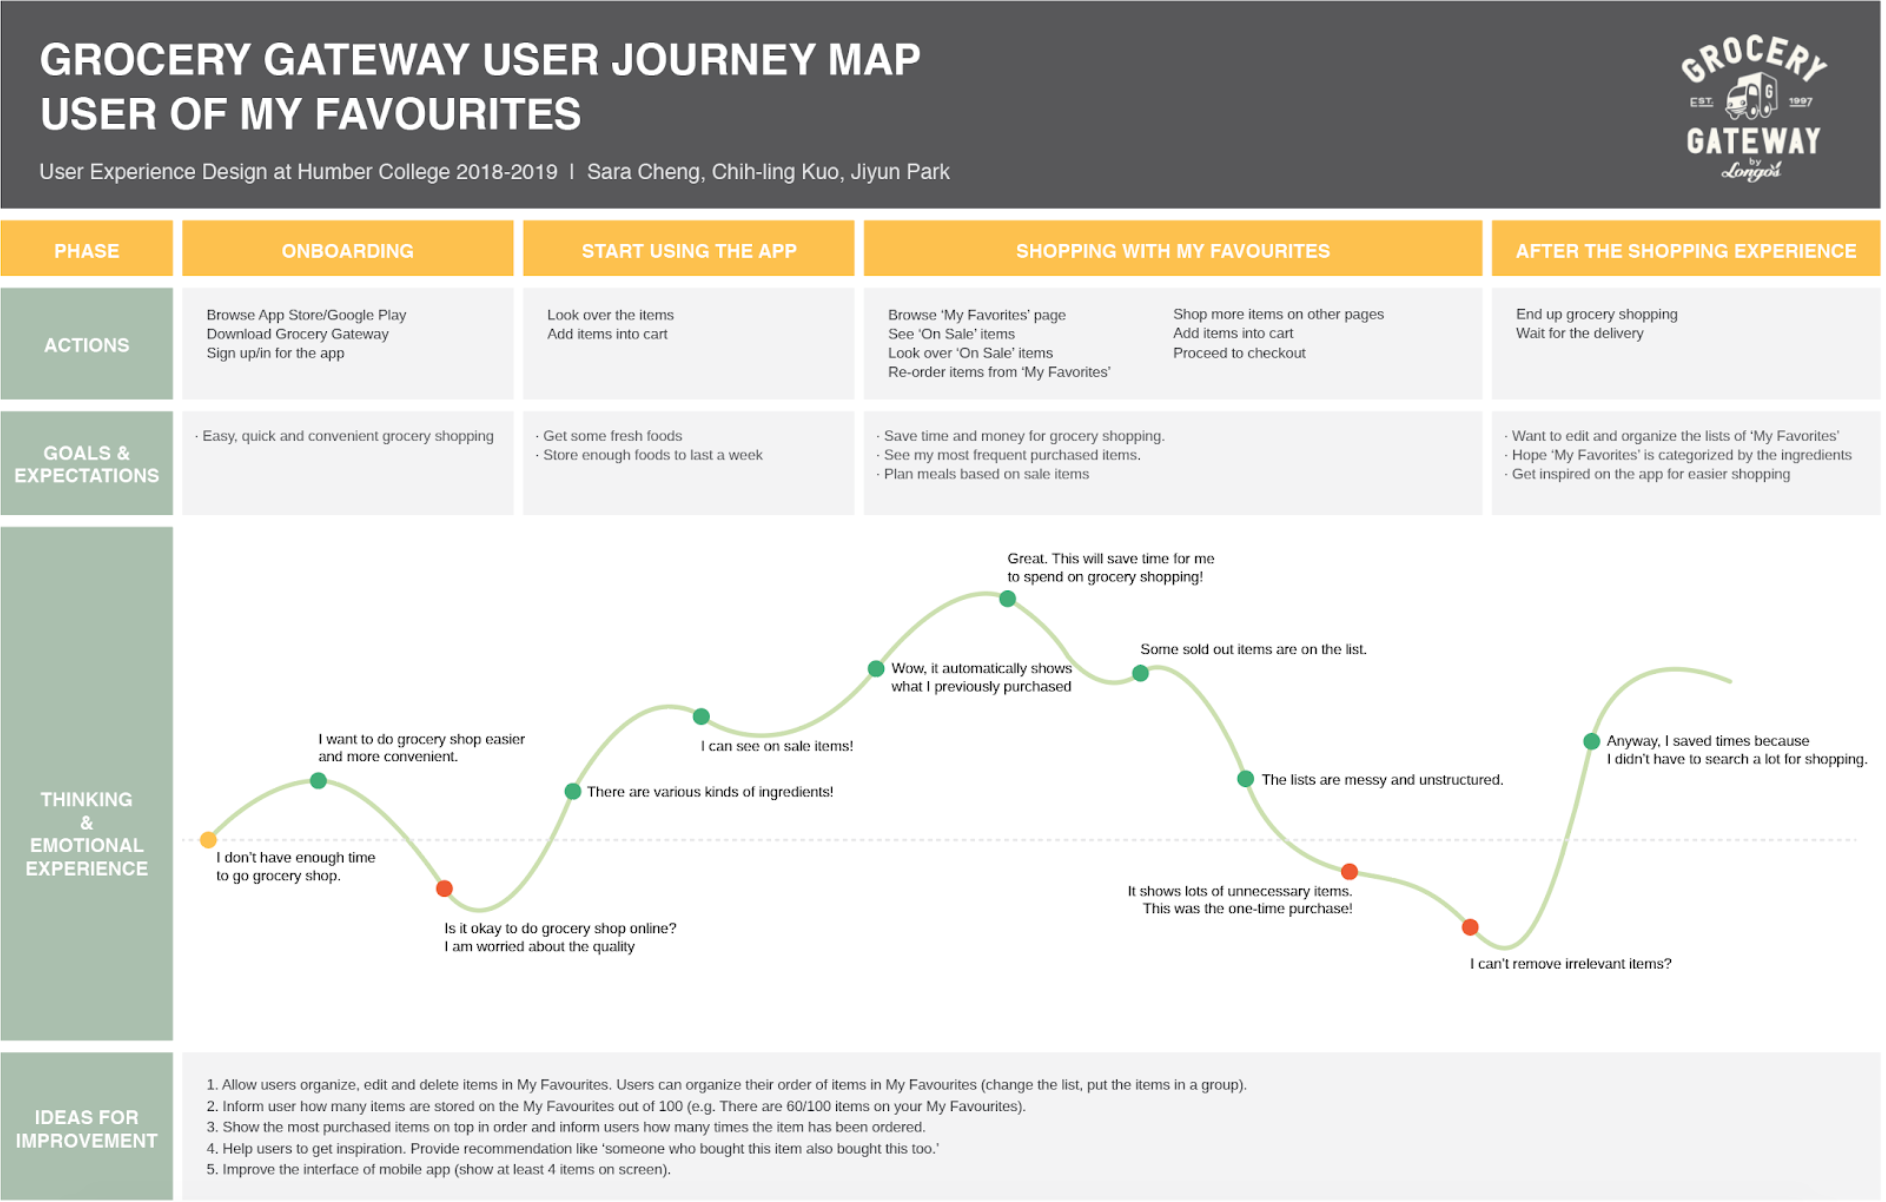 GROCERY GATEWAY USER JOURNEY MAP
USER OF MY FAVOURITES
User Experience Design at Humber College 2018-2019 | Sara Cheng, Chih-ling Kuo, Jiyun Park
GROCERY
EST. 1997
G
GATEWAY
by
Longo's
PHASE
ONBOARDING
START USING THE APP
SHOPPING WITH MY FAVOURITES
AFTER THE SHOPPING EXPERIENCE
ACTIONS
Browse App Store/Google Play
Download Grocery Gateway
Sign up/in for the app
Look over the items
Add items into cart
Browse ‘My Favorites’ page
See ‘On Sale’ items
Look over ‘On Sale’ items
Re-order items from ‘My Favorites’
Shop more items on other pages
Add items into cart
Proceed to checkout
End up grocery shopping
Wait for the delivery
GOALS &
EXPECTATIONS
· Easy, quick and convenient grocery shopping
· Get some fresh foods
· Store enough foods to last a week
· Save time and money for grocery shopping.
· See my most frequent purchased items.
· Plan meals based on sale items
· Want to edit and organize the lists of ‘My Favorites’
· Hope ‘My Favorites’ is categorized by the ingredients
· Get inspired on the app for easier shopping
THINKING
&
EMOTIONAL
EXPERIENCE
I don't have enough time
to go grocery shop.
I want to do grocery shop easier
and more convenient.
Is it okay to do grocery shop online?
I am worried about the quality
There are various kinds of ingredients!
I can see on sale items!
Wow, it automatically shows
what I previously purchased
Great. This will save time for me
to spend on grocery shopping!
Some sold out items are on the list.
The lists are messy and unstructured.
It shows lots of unnecessary items.
This was the one-time purchase!
I can't remove irrelevant items?
Anyway, I saved times because
I didn't have to search a lot for shopping.
IDEAS FOR
IMPROVEMENT
1. Allow users organize, edit and delete items in My Favourites. Users can organize their order of items in My Favourites (change the list, put the items in a group).
2. Inform user how many items are stored on the My Favourites out of 100 (e.g. There are 60/100 items on your My Favourites).
3. Show the most purchased items on top in order and inform users how many times the item has been ordered.
4. Help users to get inspiration. Provide recommendation like ‘someone who bought this item also bought this too.’
5. Improve the interface of mobile app (show at least 4 items on screen).